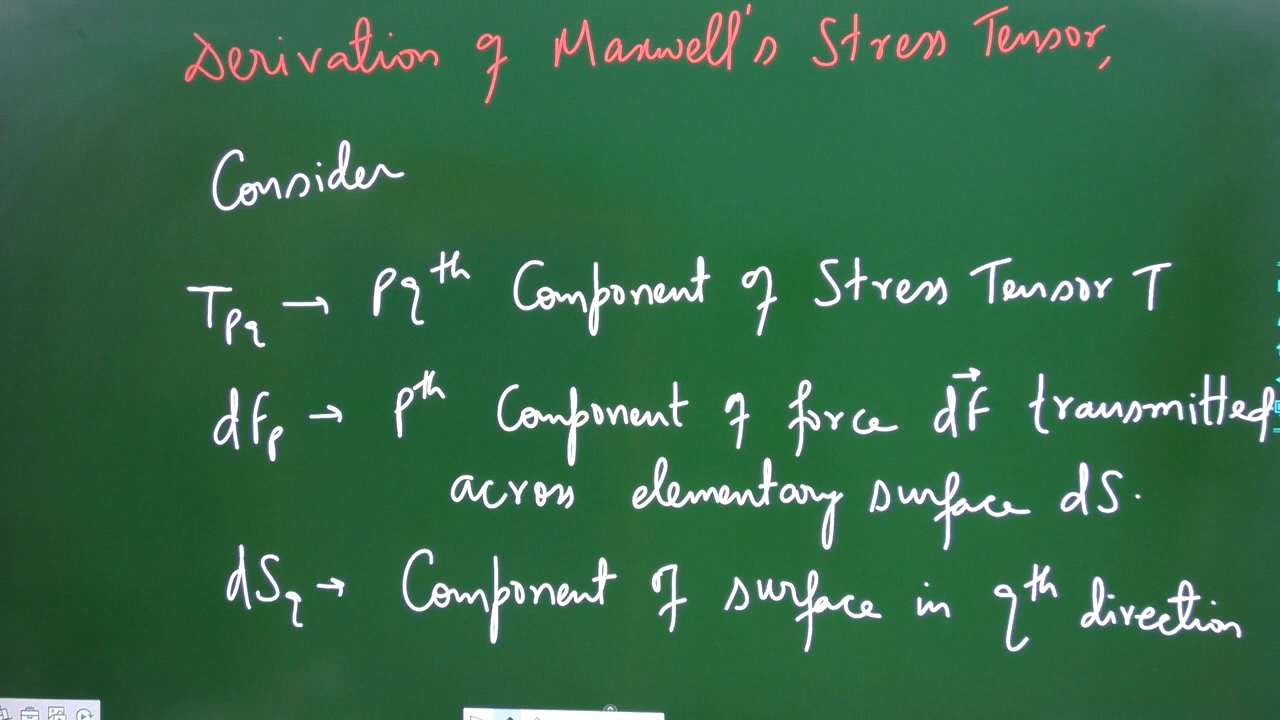 Derivation of Maxwell's Stress Tensor,
Consider
Tpq → pqth Component of Stress Tensor T
dFp → pth Component of force dF transmitted
across elementary surface dS.
dSq → Component of surface in qth direction